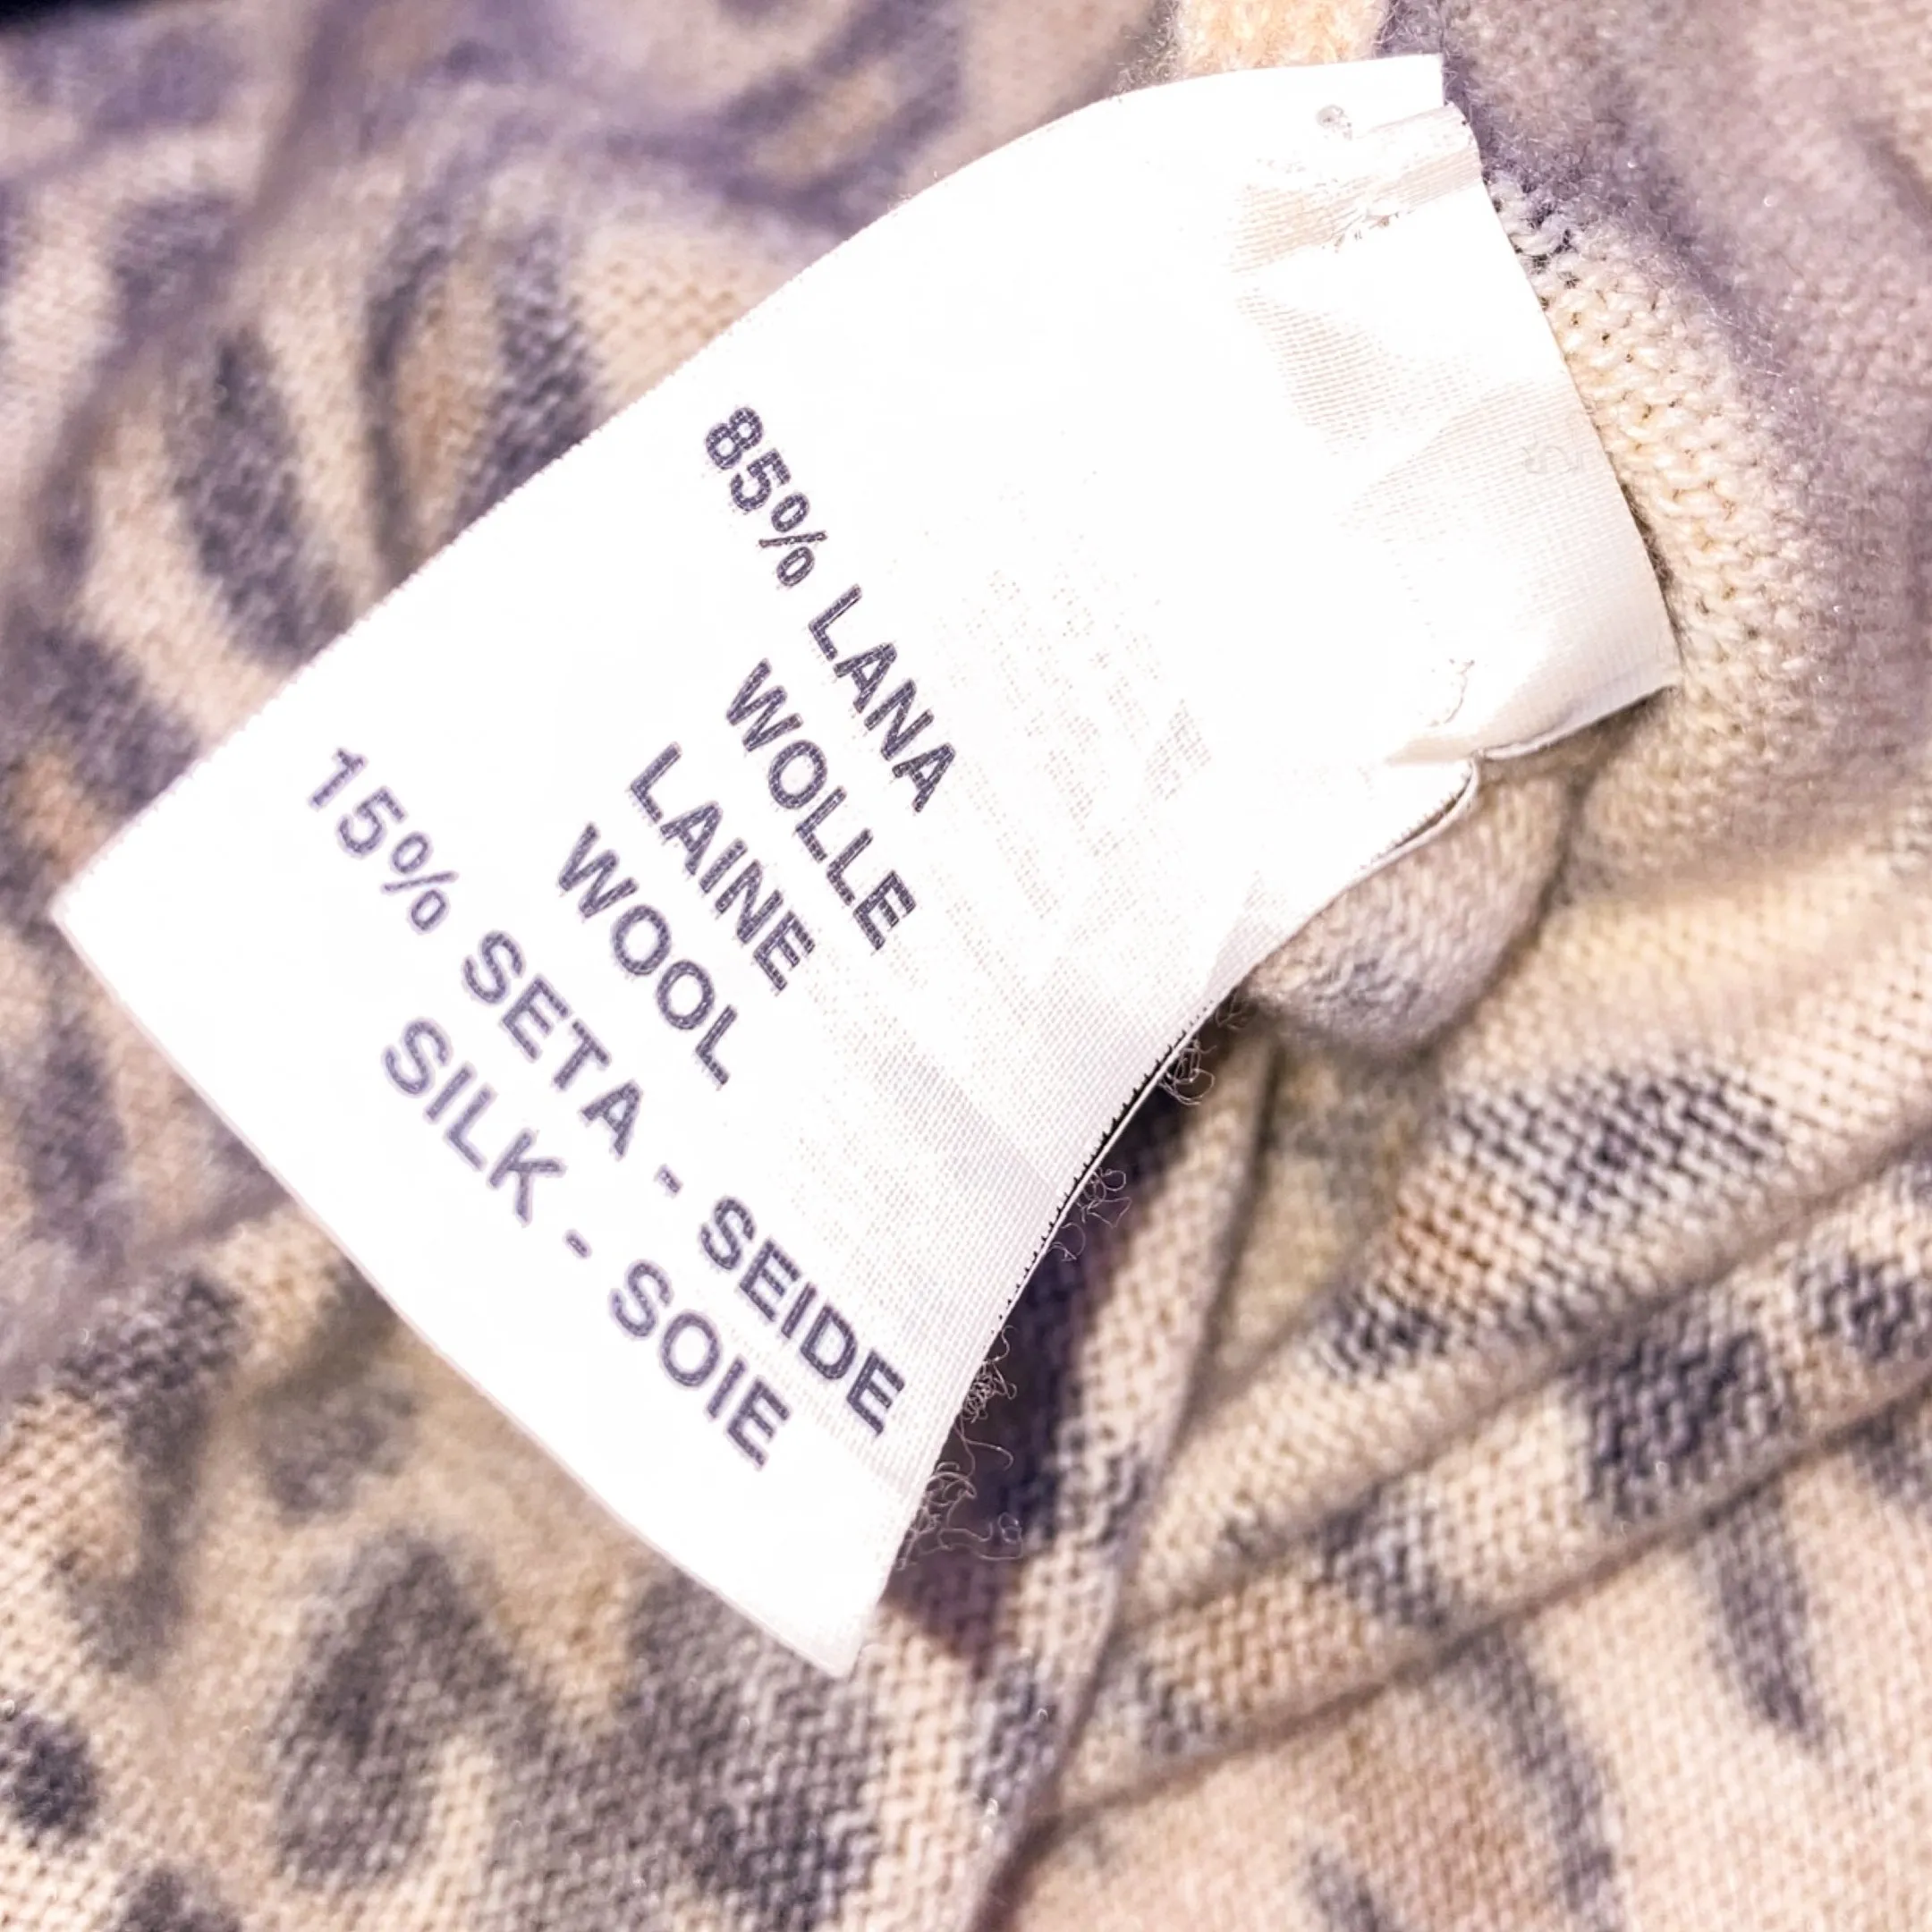 85% LANA
WOLLE
LAINE
WOOL
15% SETA - SEIDE
SILK - SOIE